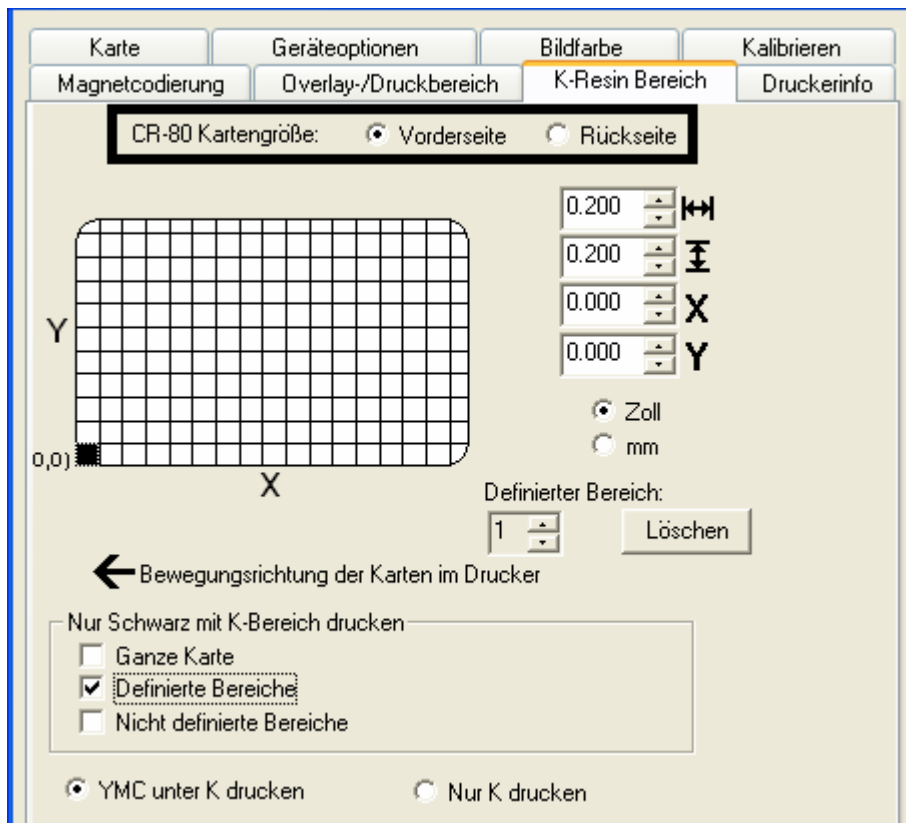 Karte Geräteoptionen Bildfarbe Kalibrieren
Magnetcodierung Overlay-/Druckbereich K-Resin Bereich Druckerinfo
CR-80 Kartengröße: Vorderseite Rückseite
0.200
0.200
0.000 X
Y 0.000 Y
Zoll
mm
0,0)
X
Definierter Bereich:
1 Löschen
Bewegungsrichtung der Karten im Drucker
Nur Schwarz mit K-Bereich drucken
Ganze Karte
Definierte Bereiche
Nicht definierte Bereiche
YMC unter K drucken Nur K drucken